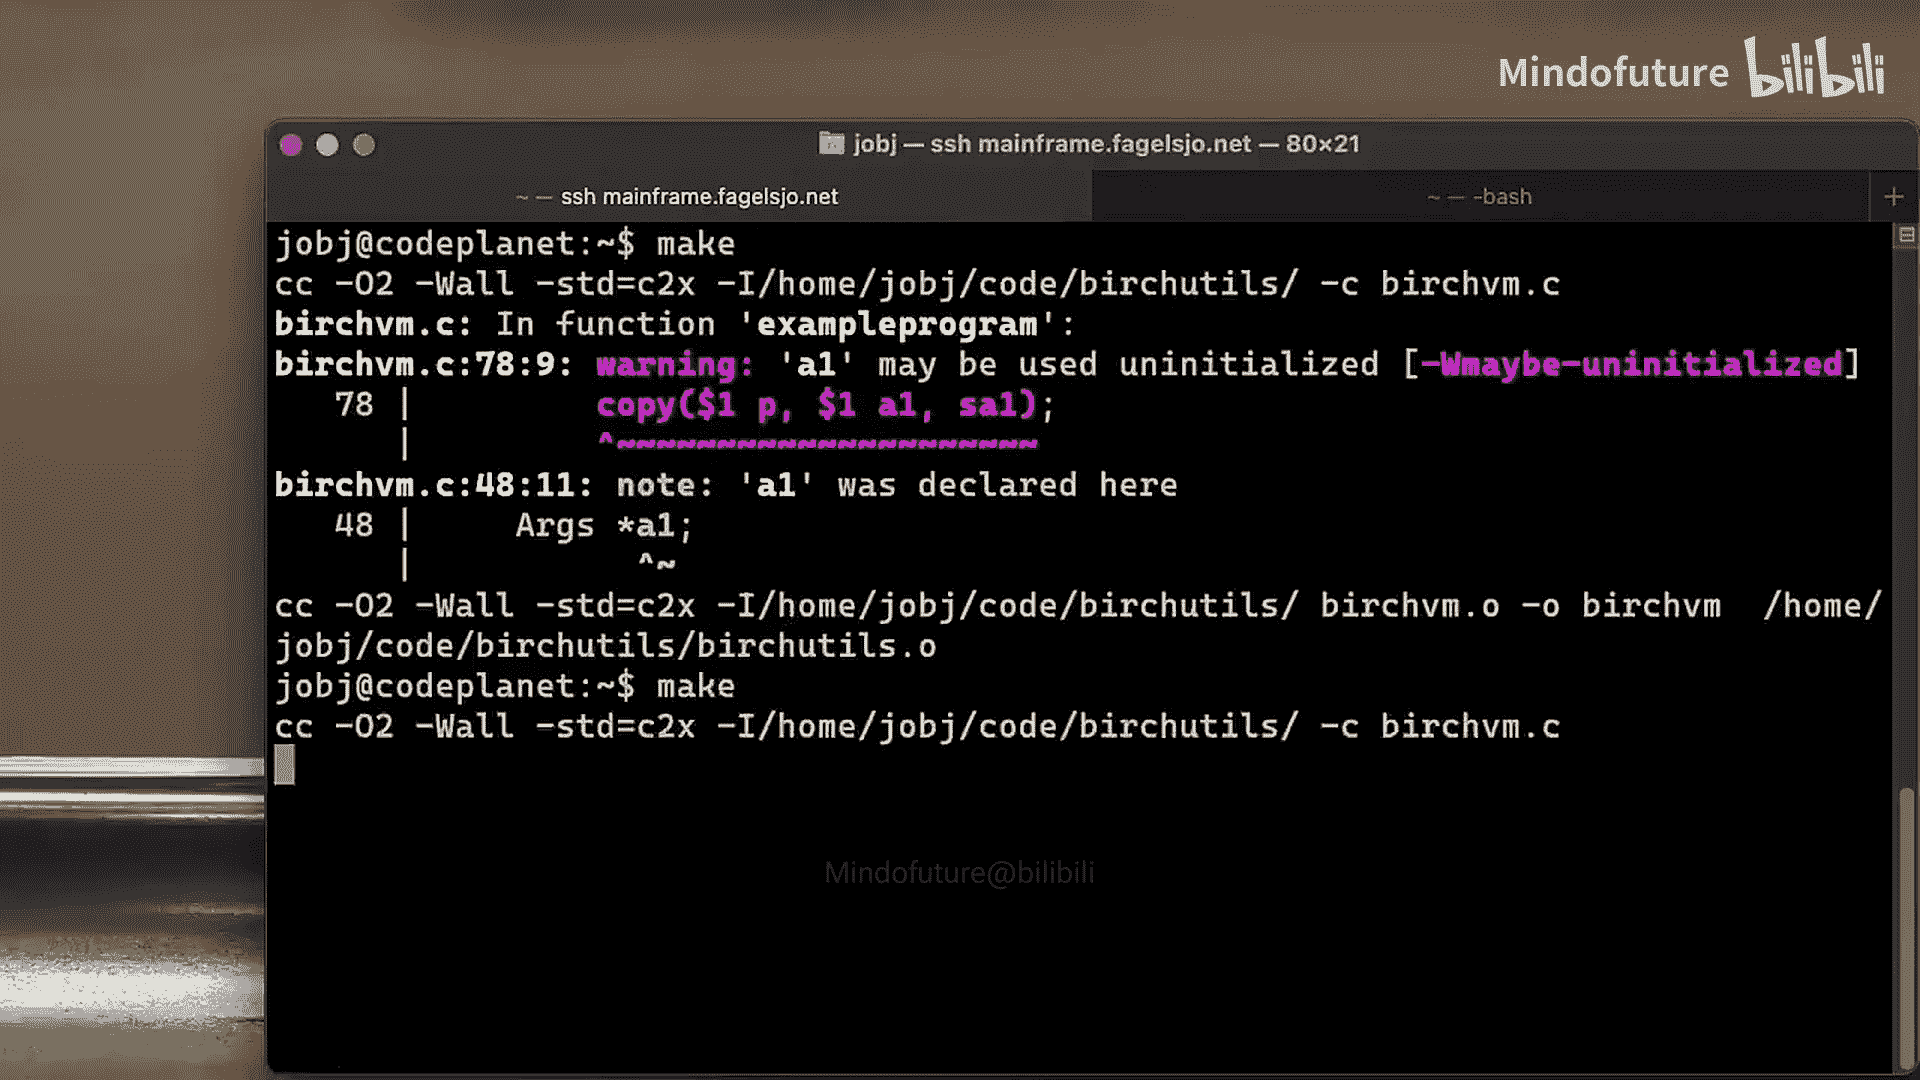 Mindofuture bilibili
jobj — ssh mainframe.fagelsjo.net — 80×21
~ — ssh mainframe.fagelsjo.net
~ — -bash
+
jobj@codeplanet:~$ make
cc -O2 -Wall -std=c2x -I/home/jobj/code/birchutils/ -c birchvm.c
birchvm.c: In function 'exampleprogram':
birchvm.c:78:9: warning: 'a1' may be used uninitialized [-Wmaybe-uninitialized]
78 | copy($1 p, $1 a1, sa1);
| ^~~~~~~~~~~~~~~~~~~~~~
birchvm.c:48:11: note: 'a1' was declared here
48 | Args *a1;
| ^~
cc -O2 -Wall -std=c2x -I/home/jobj/code/birchutils/ birchvm.o -o birchvm /home/
jobj/code/birchutils/birchutils.o
jobj@codeplanet:~$ make
cc -O2 -Wall -std=c2x -I/home/jobj/code/birchutils/ -c birchvm.c
Mindofuture@bilibili